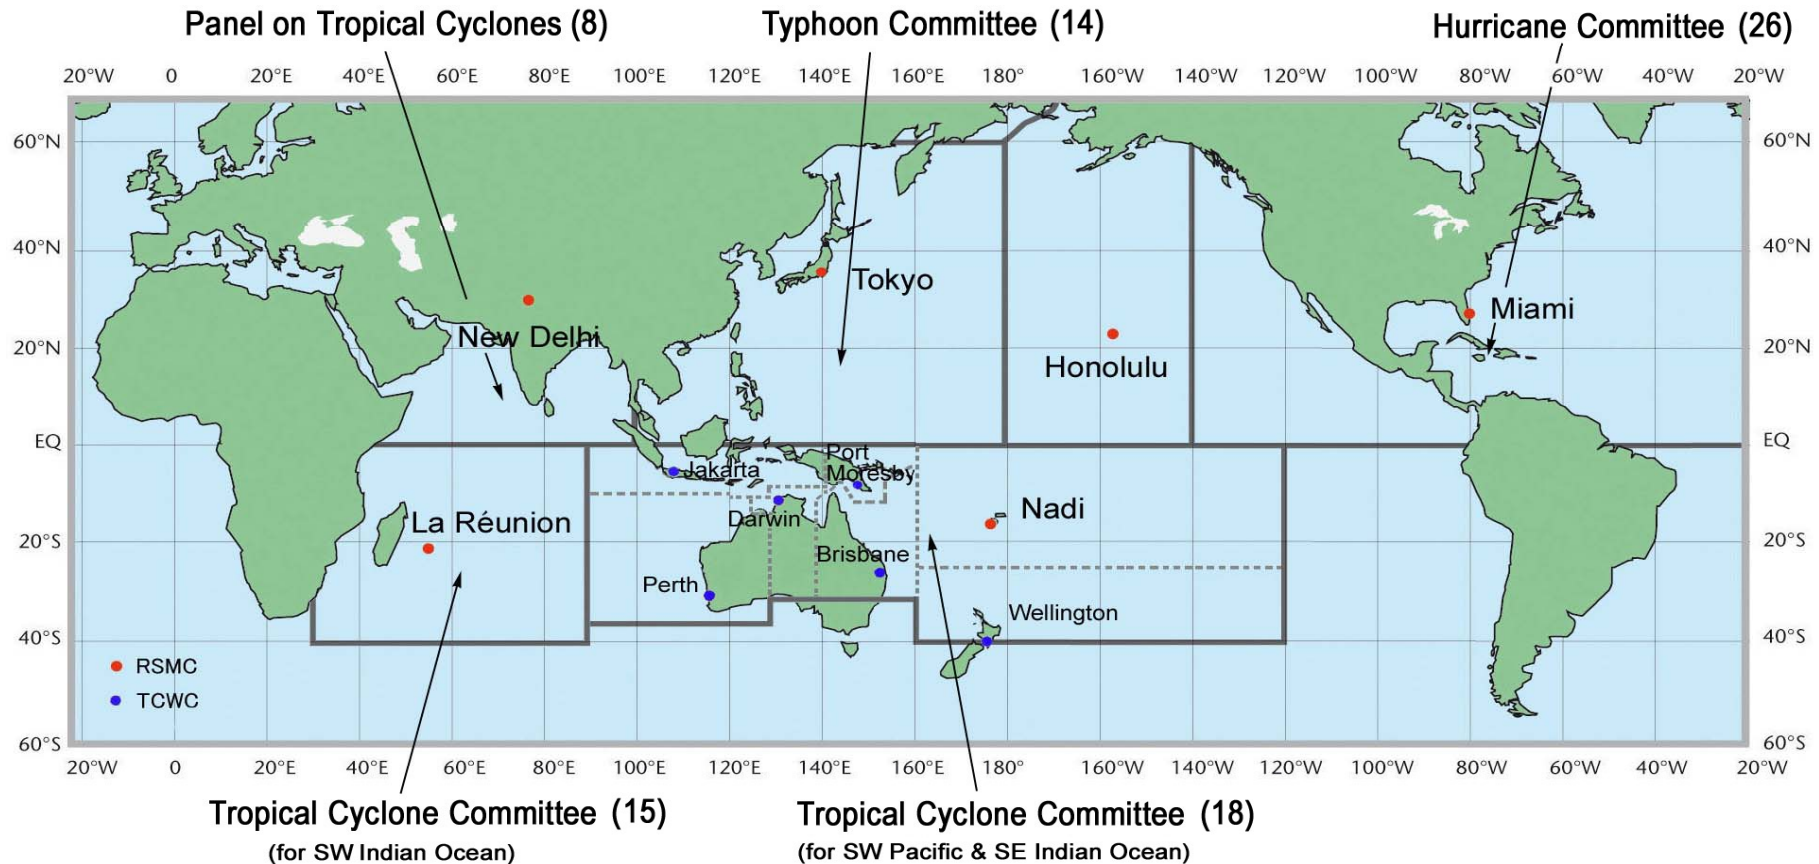 Panel on Tropical Cyclones (8)
Typhoon Committee (14)
Hurricane Committee (26)
20°W 0 20°E 40°E 60°E 80°E 100°E 120°E 140°E 160°E 180° 160°W 140°W 120°W 100°W 80°W 60°W 40°W 20°W
60°N 60°N
40°N 40°N
Tokyo
Miami
New Delhi
20°N 20°N
Honolulu
EQ EQ
Port
Moresby
Jakarta
Nadi
Darwin
La Réunion
20°S 20°S
Brisbane
Perth
Wellington
40°S 40°S
RSMC
TCWC
60°S 60°S
20°W 0 20°E 40°E 60°E 80°E 100°E 120°E 140°E 160°E 180° 160°W 140°W 120°W 100°W 80°W 60°W 40°W 20°W
Tropical Cyclone Committee (15)
(for SW Indian Ocean)
Tropical Cyclone Committee (18)
(for SW Pacific & SE Indian Ocean)